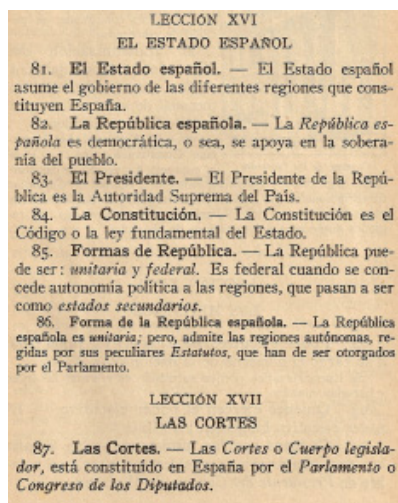 LECCIÓN XVI
EL ESTADO ESPAÑOL
81. El Estado español. — El Estado español
asume el gobierno de las diferentes regiones que cons-
tituyen España.
82. La República española. — La República es-
pañola es democrática, o sea, se apoya en la sobera-
nía del pueblo.
83. El Presidente. — El Presidente de la Repú-
blica es la Autoridad Suprema del País.
84. La Constitución. — La Constitución es el
Código o la ley fundamental del Estado.
85. Formas de República. — La República pue-
de ser: unitaria y federal. Es federal cuando se con-
cede autonomía política a las regiones, que pasan a ser
como estados secundarios.
86. Forma de la República española. — La República
española es unitaria; pero, admite las regiones autónomas, re-
gidas por sus peculiares Estatutos, que han de ser otorgados
por el Parlamento.
LECCIÓN XVII
LAS CORTES
87. Las Cortes. — Las Cortes o Cuerpo legisla-
dor, está constituído en España por el Parlamento o
Congreso de los Diputados.